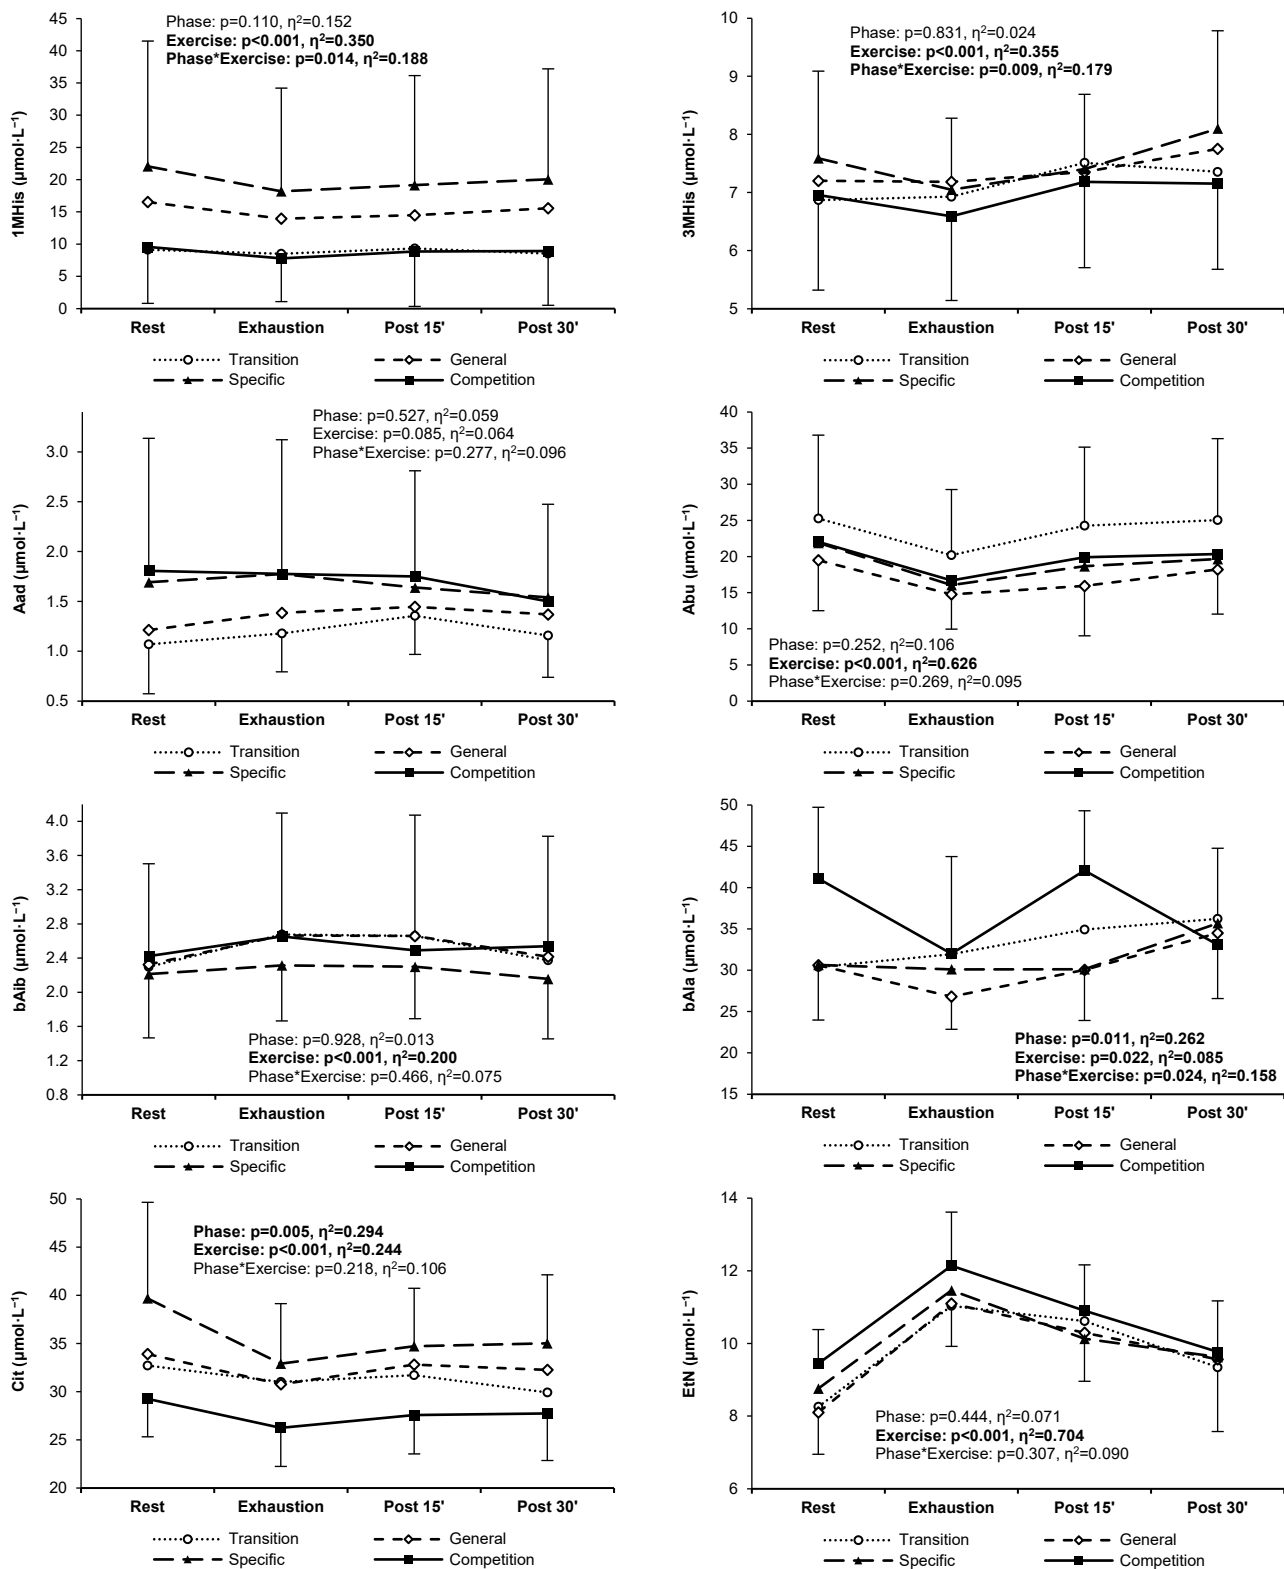 1MHis (µmol·L⁻¹)
45
40
35
30
25
20
15
10
5
0
Phase: p=0.110, η²=0.152
Exercise: p<0.001, η²=0.350
Phase*Exercise: p=0.014, η²=0.188
Rest Exhaustion Post 15' Post 30'
Transition General
Specific Competition
3MHis (µmol·L⁻¹)
10
9
8
7
6
5
Phase: p=0.831, η²=0.024
Exercise: p<0.001, η²=0.355
Phase*Exercise: p=0.009, η²=0.179
Rest Exhaustion Post 15' Post 30'
Transition General
Specific Competition
Aad (µmol·L⁻¹)
3.0
2.5
2.0
1.5
1.0
0.5
Phase: p=0.527, η²=0.059
Exercise: p=0.085, η²=0.064
Phase*Exercise: p=0.277, η²=0.096
Rest Exhaustion Post 15' Post 30'
Transition General
Specific Competition
Abu (µmol·L⁻¹)
40
35
30
25
20
15
10
5
0
Phase: p=0.252, η²=0.106
Exercise: p<0.001, η²=0.626
Phase*Exercise: p=0.269, η²=0.095
Rest Exhaustion Post 15' Post 30'
Transition General
Specific Competition
bAib (µmol·L⁻¹)
4.0
3.6
3.2
2.8
2.4
2.0
1.6
1.2
0.8
Phase: p=0.928, η²=0.013
Exercise: p<0.001, η²=0.200
Phase*Exercise: p=0.466, η²=0.075
Rest Exhaustion Post 15' Post 30'
Transition General
Specific Competition
bAla (µmol·L⁻¹)
50
45
40
35
30
25
20
15
Phase: p=0.011, η²=0.262
Exercise: p=0.022, η²=0.085
Phase*Exercise: p=0.024, η²=0.158
Rest Exhaustion Post 15' Post 30'
Transition General
Specific Competition
Cit (µmol·L⁻¹)
50
45
40
35
30
25
20
Phase: p=0.005, η²=0.294
Exercise: p<0.001, η²=0.244
Phase*Exercise: p=0.218, η²=0.106
Rest Exhaustion Post 15' Post 30'
Transition General
Specific Competition
EtN (µmol·L⁻¹)
14
12
10
8
6
Phase: p=0.444, η²=0.071
Exercise: p<0.001, η²=0.704
Phase*Exercise: p=0.307, η²=0.090
Rest Exhaustion Post 15' Post 30'
Transition General
Specific Competition